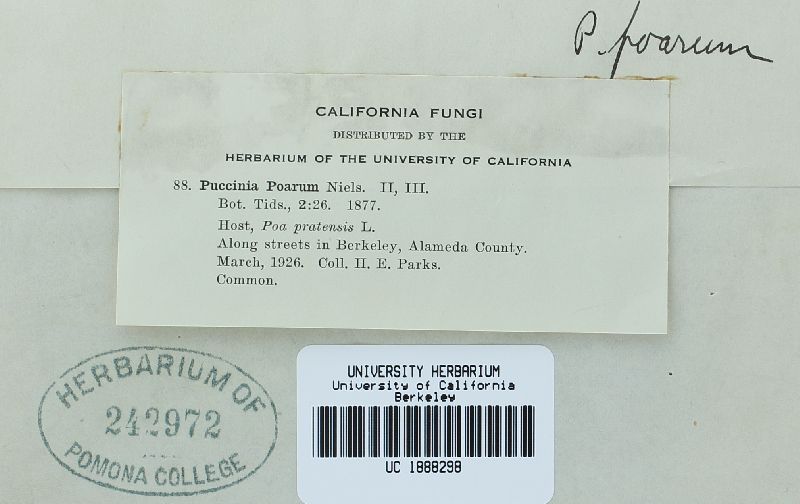 P. poarum
CALIFORNIA FUNGI
DISTRIBUTED BY THE
HERBARIUM OF THE UNIVERSITY OF CALIFORNIA
88. Puccinia Poarum Niels. II, III.
Bot. Tids., 2:26. 1877.
Host, Poa pratensis L.
Along streets in Berkeley, Alameda County.
March, 1926. Coll. H. E. Parks.
Common.
HERBARIUM OF
242972
POMONA COLLEGE
UNIVERSITY HERBARIUM
University of California
Berkeley
UC 1888298